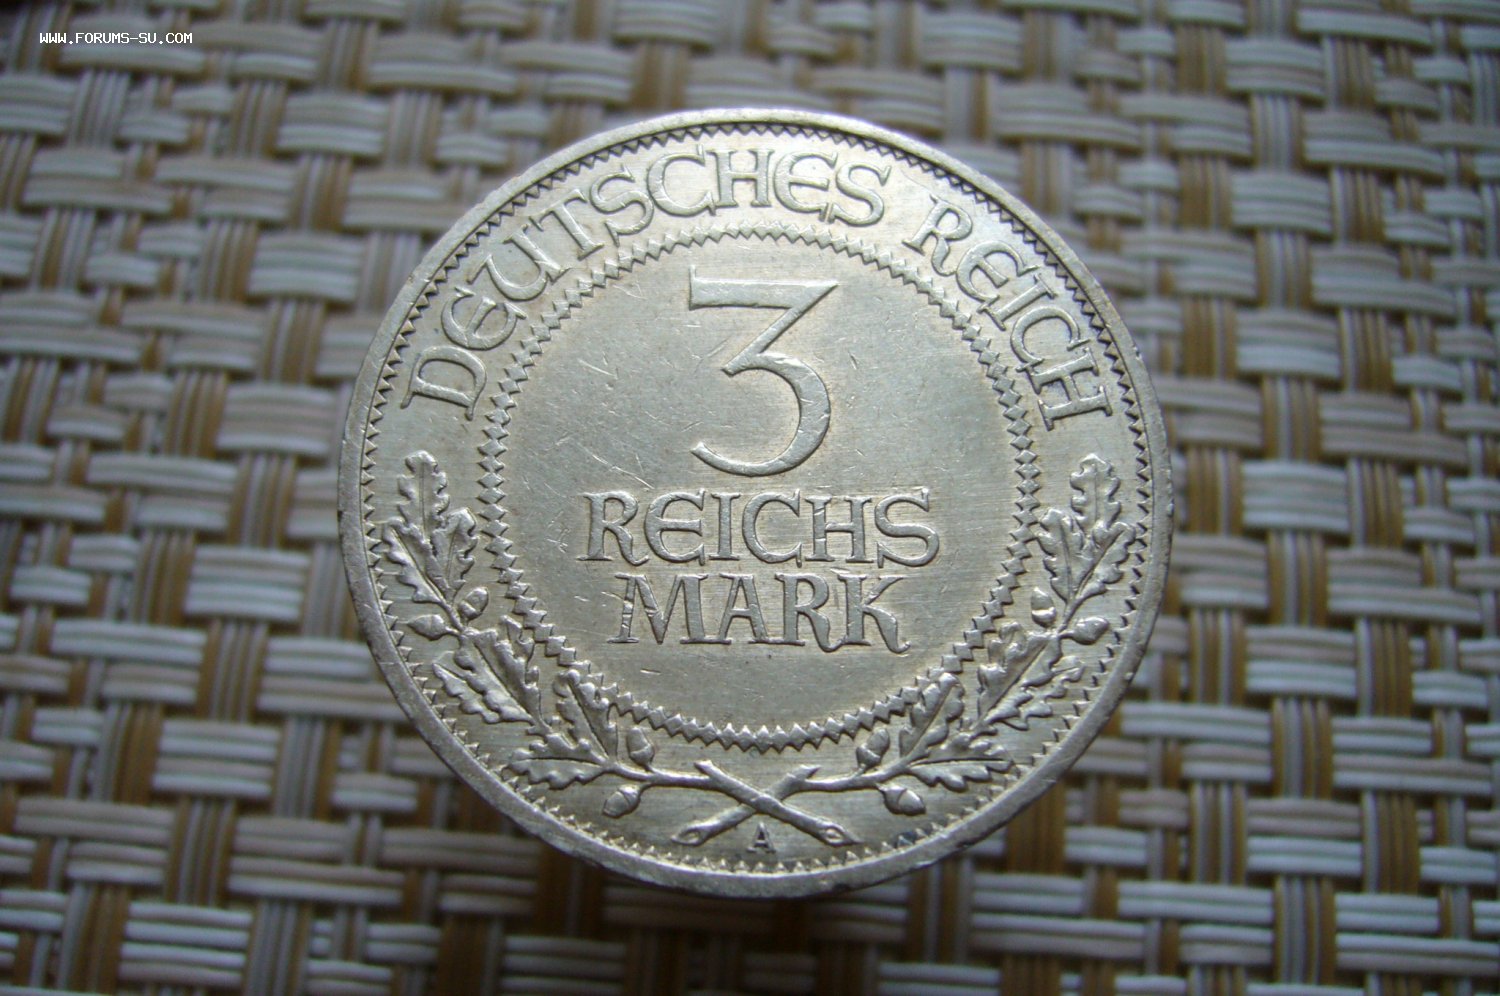 WWW.FORUMS-SU.COM
DEUTSCHES REICH
3
REICHS
MARK
A